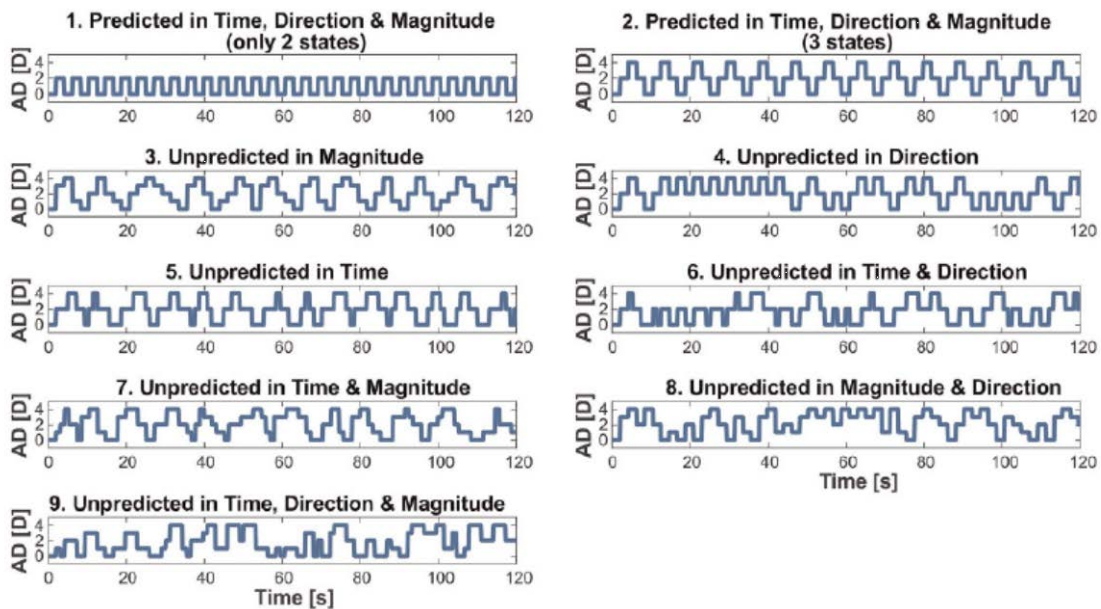 1. Predicted in Time, Direction & Magnitude
(only 2 states)
AD [D]
4
2
0
0 20 40 60 80 100 120
2. Predicted in Time, Direction & Magnitude
(3 states)
AD [D]
4
2
0
0 20 40 60 80 100 120
3. Unpredicted in Magnitude
AD [D]
4
2
0
0 20 40 60 80 100 120
4. Unpredicted in Direction
AD [D]
4
2
0
0 20 40 60 80 100 120
5. Unpredicted in Time
AD [D]
4
2
0
0 20 40 60 80 100 120
6. Unpredicted in Time & Direction
AD [D]
4
2
0
0 20 40 60 80 100 120
7. Unpredicted in Time & Magnitude
AD [D]
4
2
0
0 20 40 60 80 100 120
8. Unpredicted in Magnitude & Direction
AD [D]
4
2
0
0 20 40 60 80 100 120
Time [s]
9. Unpredicted in Time, Direction & Magnitude
AD [D]
4
2
0
0 20 40 60 80 100 120
Time [s]